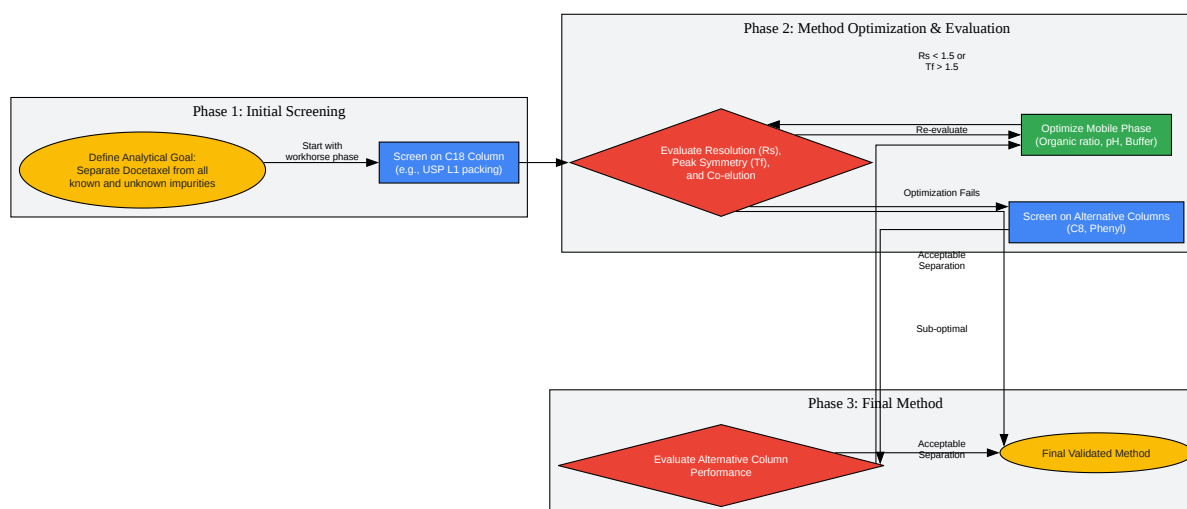 Phase 1: Initial Screening
Define Analytical Goal:
Separate Docetaxel from all
known and unknown impurities
Start with
workhorse phase
Screen on C18 Column
(e.g., USP L1 packing)
Phase 2: Method Optimization & Evaluation
Rs < 1.5 or
Tf > 1.5
Evaluate Resolution (Rs),
Peak Symmetry (Tf),
and Co-elution
Re-evaluate
Optimize Mobile Phase
(Organic ratio, pH, Buffer)
Optimization Fails
Screen on Alternative Columns
(C8, Phenyl)
Acceptable
Separation
Sub-optimal
Phase 3: Final Method
Evaluate Alternative Column
Performance
Acceptable
Separation
Final Validated Method